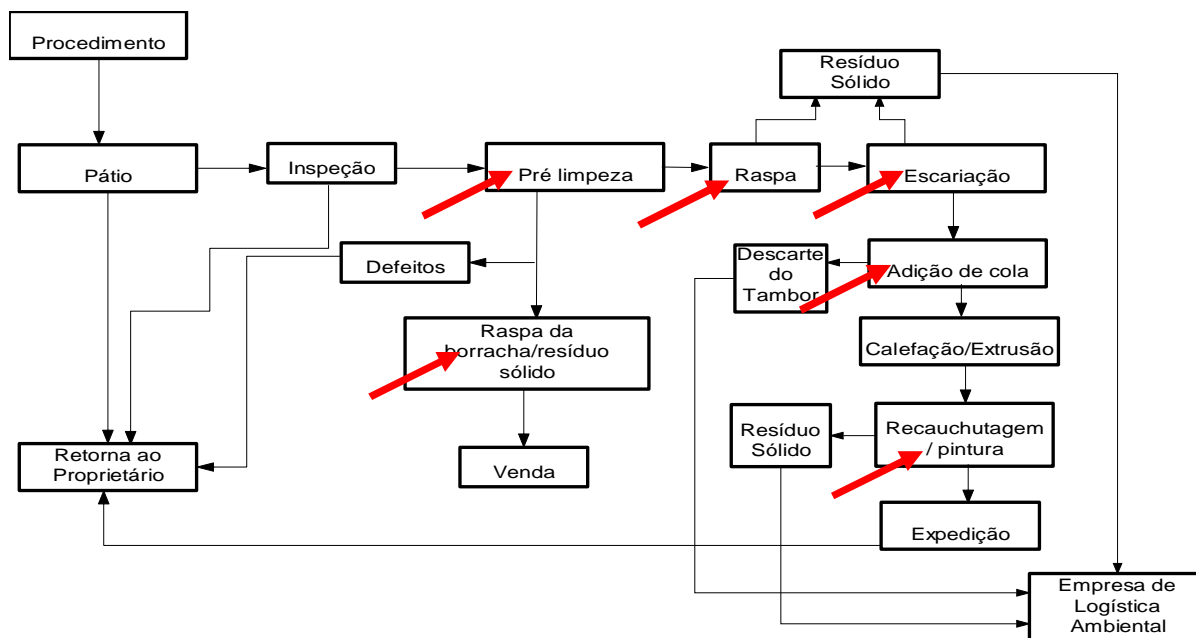 Procedimento
Resíduo
Sólido
Pátio
Inspeção
Pré limpeza
Raspa
Escariação
Defeitos
Descarte
do
Tambor
Adição de cola
Raspa da
borracha/resíduo
sólido
Calefação/Extrusão
Retorna ao
Proprietário
Venda
Resíduo
Sólido
Recauchutagem
/ pintura
Expedição
Empresa de
Logística
Ambiental